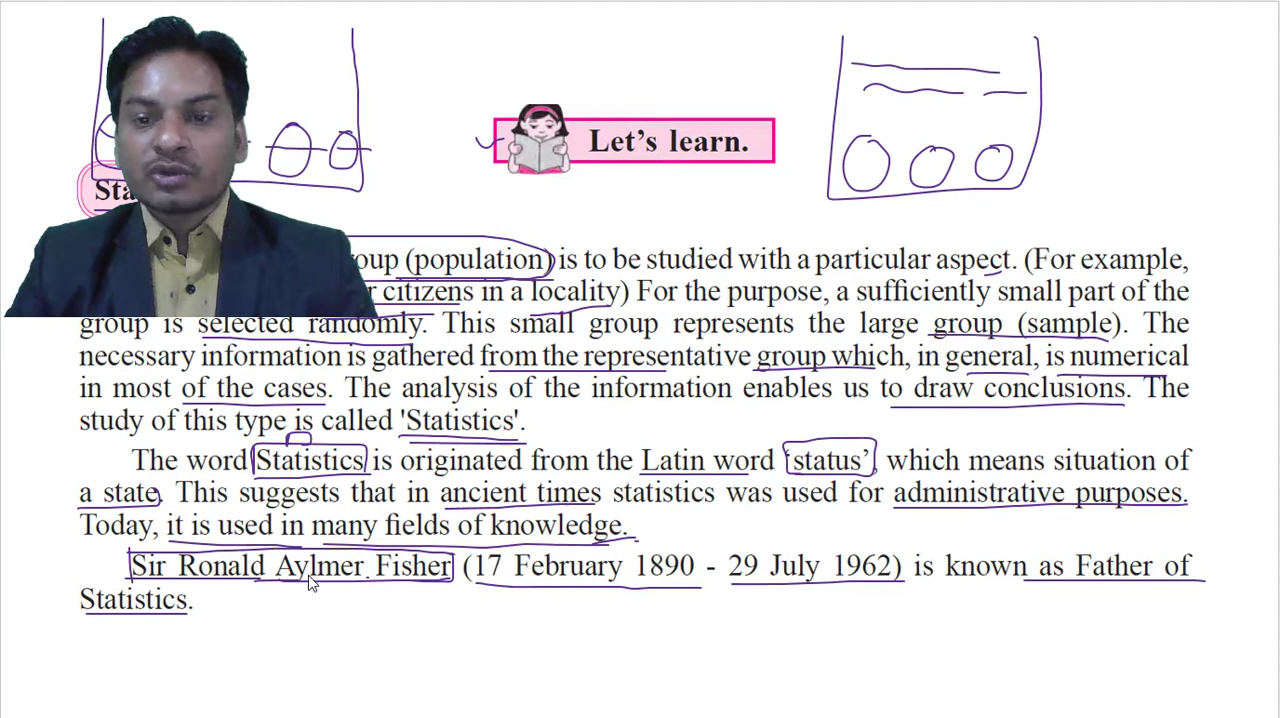 Let's learn.
Sta
oup (population) is to be studied with a particular aspect. (For example,
r citizens in a locality) For the purpose, a sufficiently small part of the
group is selected randomly. This small group represents the large group (sample). The
necessary information is gathered from the representative group which, in general, is numerical
in most of the cases. The analysis of the information enables us to draw conclusions. The
study of this type is called 'Statistics'.
The word Statistics is originated from the Latin word 'status', which means situation of
a state. This suggests that in ancient times statistics was used for administrative purposes.
Today, it is used in many fields of knowledge.
Sir Ronald Aylmer Fisher (17 February 1890 - 29 July 1962) is known as Father of
Statistics.